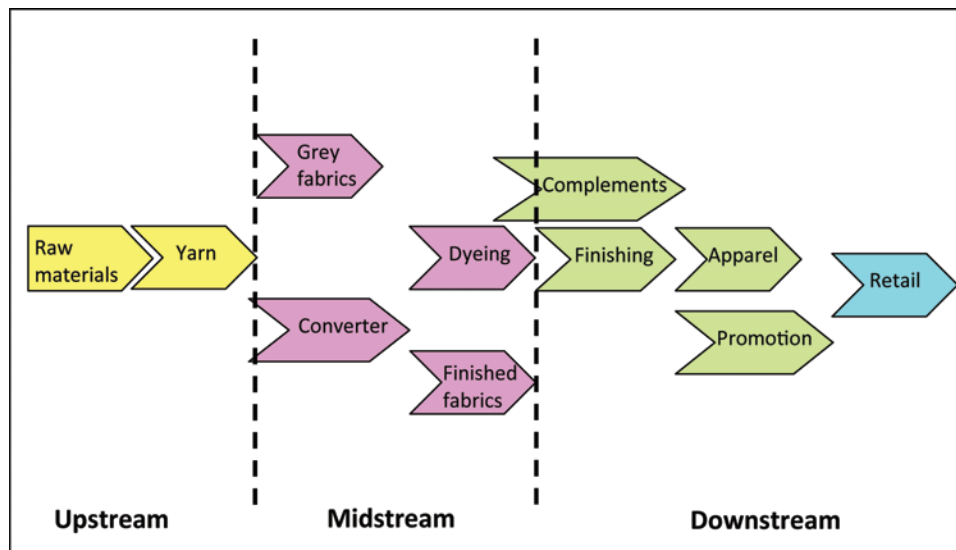 Raw
materials
Yarn
Grey
fabrics
Converter
Dyeing
Finished
fabrics
Complements
Finishing
Apparel
Promotion
Retail
Upstream
Midstream
Downstream